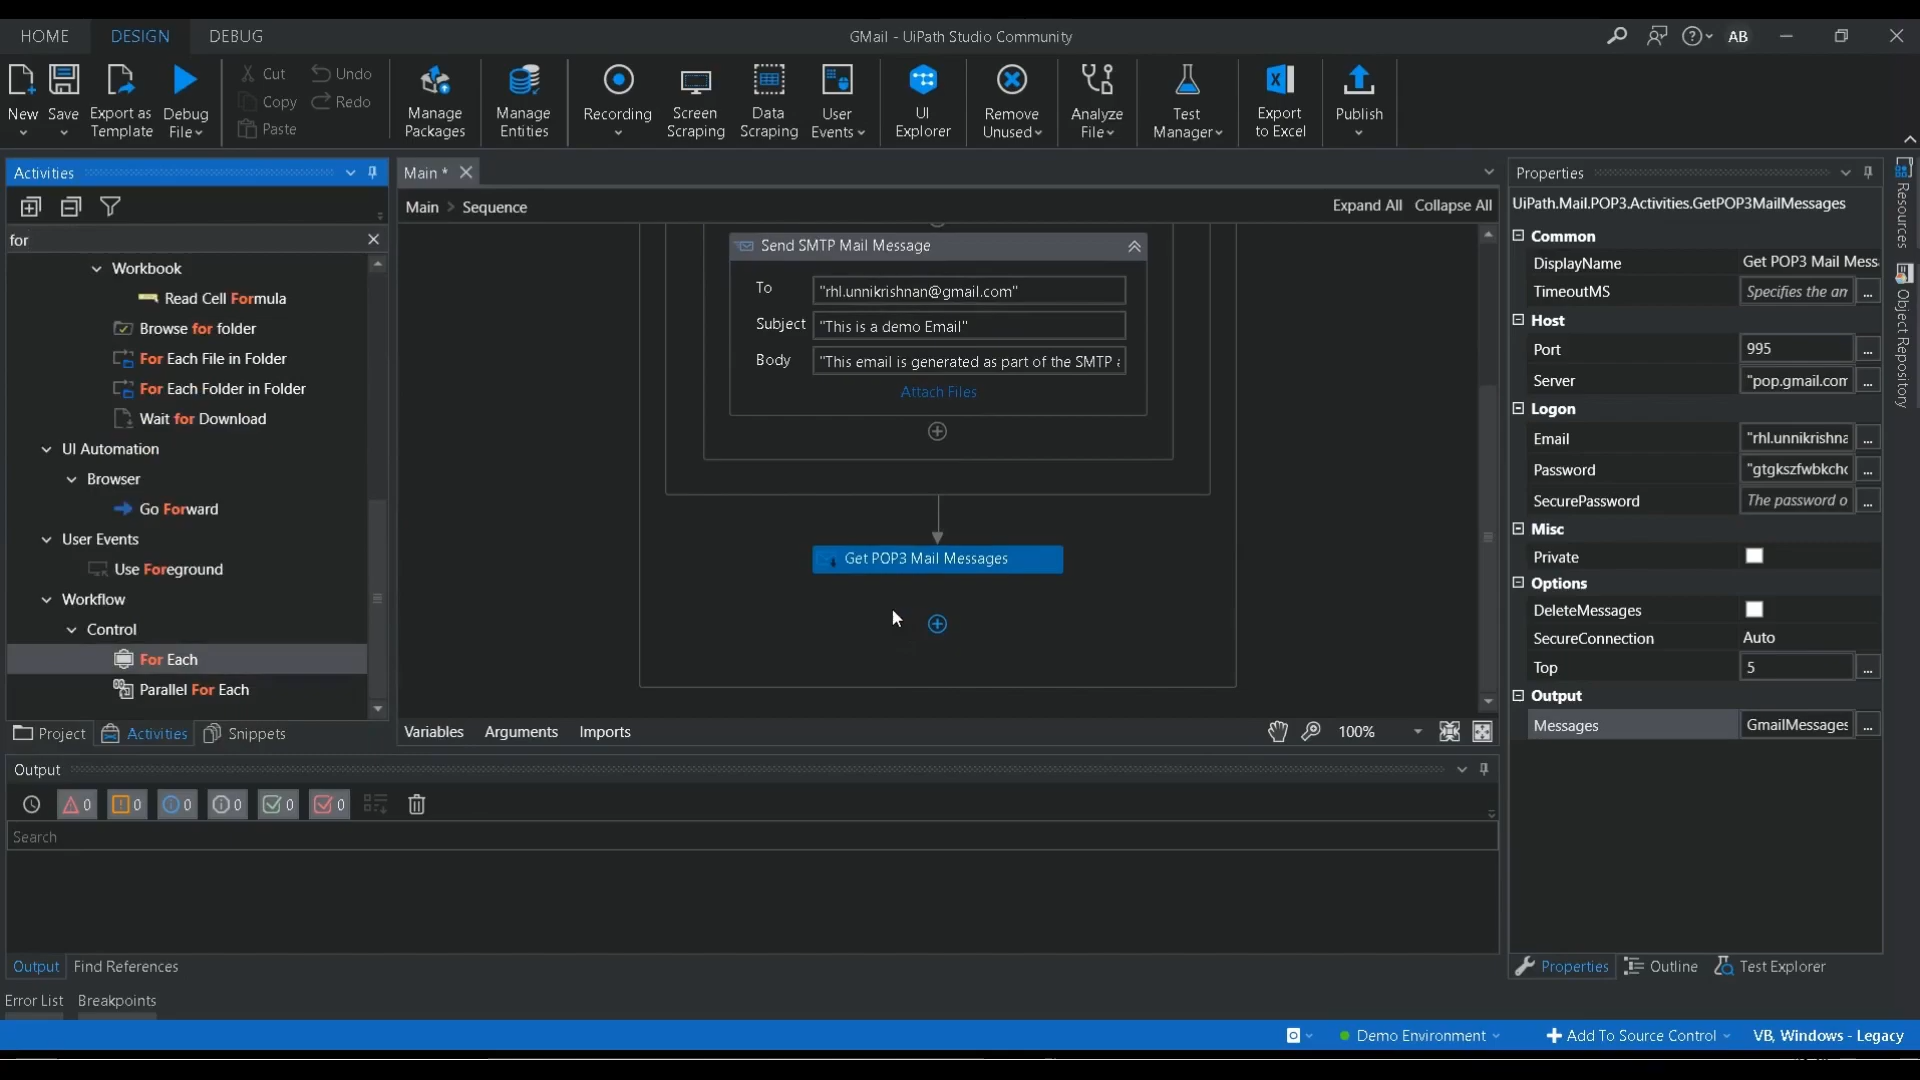 HOME DESIGN DEBUG
GMail - UiPath Studio Community
AB
New Save Export as Template Debug File
Cut Undo
Copy Redo
Paste
Manage Packages Manage Entities Recording Screen Scraping Data Scraping User Events UI Explorer Remove Unused Analyze File Test Manager Export to Excel Publish
Activities
for
Workbook
Read Cell Formula
Browse for folder
For Each File in Folder
For Each Folder in Folder
Wait for Download
UI Automation
Browser
Go Forward
User Events
Use Foreground
Workflow
Control
For Each
Parallel For Each
Project Activities Snippets
Main *
Main > Sequence
Expand All Collapse All
Send SMTP Mail Message
To "rhl.unnikrishnan@gmail.com"
Subject "This is a demo Email"
Body "This email is generated as part of the SMTP
Attach Files
Get POP3 Mail Messages
Variables Arguments Imports
100%
Properties
UiPath.Mail.POP3.Activities.GetPOP3MailMessages
Common
DisplayName Get POP3 Mail Mess
TimeoutMS Specifies the am ...
Host
Port 995 ...
Server "pop.gmail.com ...
Logon
Email "rhl.unnikrishna ...
Password "gtgkszfwbkcho ...
SecurePassword The password o ...
Misc
Private
Options
DeleteMessages
SecureConnection Auto
Top 5 ...
Output
Messages GmailMessages ...
Properties Outline Test Explorer
Resources
Object Repository
Output
0 0 0 0 0 0
Search
Output Find References
Error List Breakpoints
Demo Environment Add To Source Control VB, Windows - Legacy